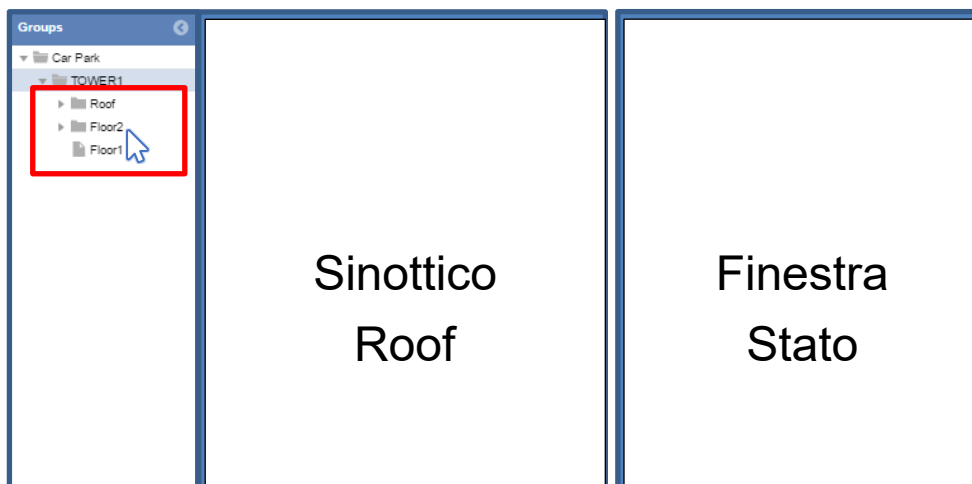 Groups
Car Park
TOWER1
Roof
Floor2
Floor1
Sinottico
Roof
Finestra
Stato